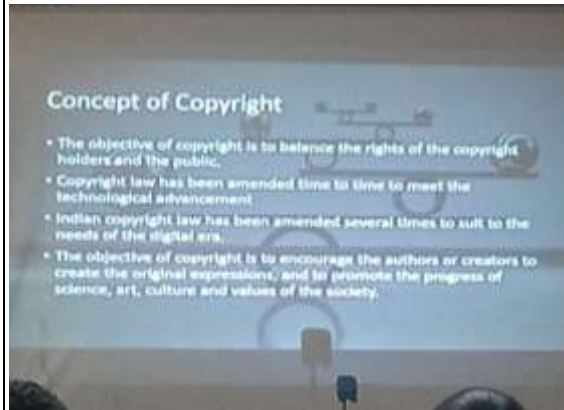 Concept of Copyright
• The objective of copyright is to balance the rights of the copyright
holders and the public.
• Copyright law has been amended time to time to meet the
technological advancement
• Indian copyright law has been amended several times to suit to the
needs of the digital era.
• The objective of copyright is to encourage the authors or creators to
create the original expressions, and to promote the progress of
science, art, culture and values of the society.